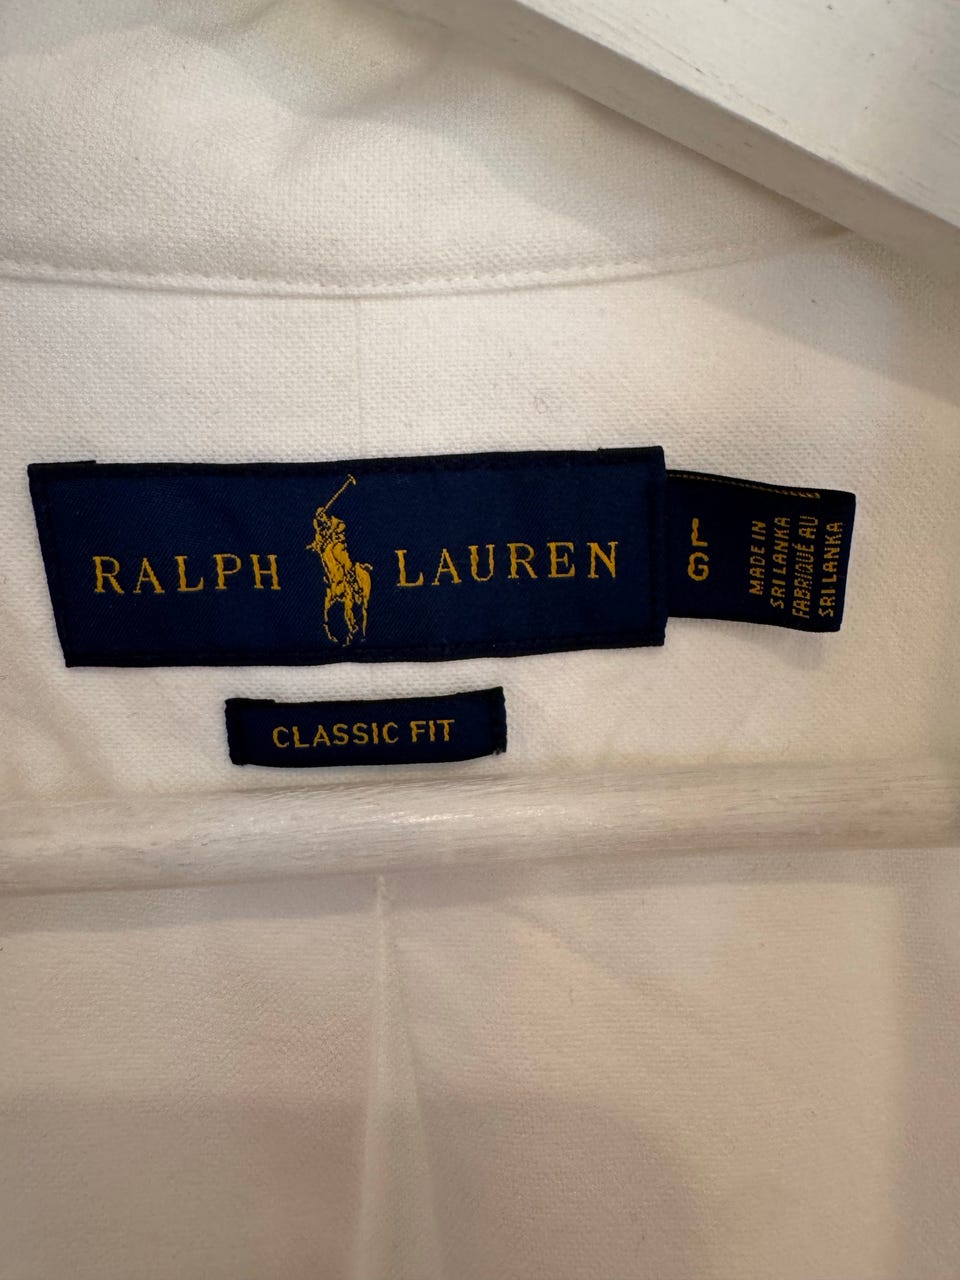 RALPH LAUREN
L
G
MADE IN
SRI LANKA
FABRIQUÉ AU
SRI LANKA
CLASSIC FIT